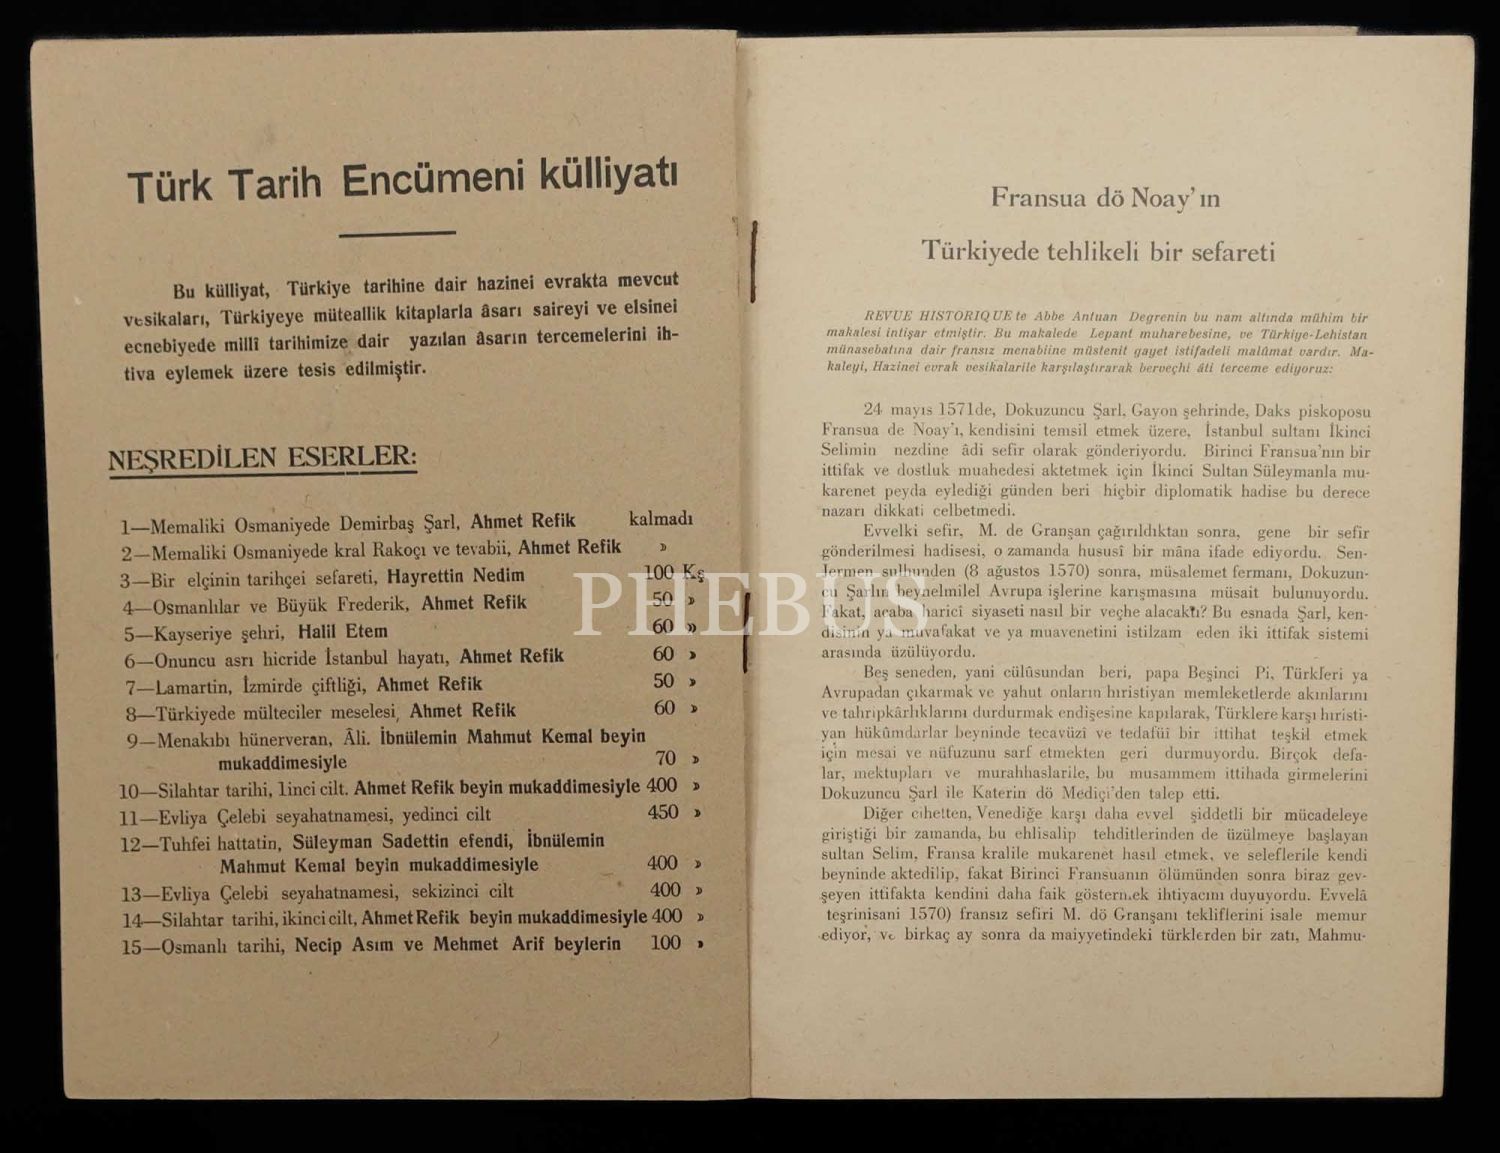 Türk Tarih Encümeni külliyatı
Bu külliyat, Türkiye tarihine dair hazinei evrakta mevcut
vesikaları, Türkiyeye müteallik kitaplarla âsarı saireyi ve elsinei
ecnebiyede millî tarihimize dair yazılan âsarın tercemelerini ih-
tiva eylemek üzere tesis edilmiştir.
NEŞREDİLEN ESERLER:
1—Memaliki Osmaniyede Demirbaş Şarl, Ahmet Refik kalmadı
2—Memaliki Osmaniyede kral Rakoçı ve tevabii, Ahmet Refik »
3—Bir elçinin tarihçei sefareti, Hayrettin Nedim 100 Kş
4—Osmanlılar ve Büyük Frederik, Ahmet Refik 50 »
5—Kayseriye şehri, Halil Etem 60 »
6—Onuncu asrı hicride İstanbul hayatı, Ahmet Refik 60 »
7—Lamartin, İzmirde çiftliği, Ahmet Refik 50 »
8—Türkiyede mülteciler meselesi, Ahmet Refik 60 »
9—Menakıbı hünerveran, Âli. İbnülemin Mahmut Kemal beyin
mukaddimesiyle 70 »
10—Silahtar tarihi, 1inci cilt. Ahmet Refik beyin mukaddimesiyle 400 »
11—Evliya Çelebi seyahatnamesi, yedinci cilt 450 »
12—Tuhfei hattatin, Süleyman Sadettin efendi, İbnülemin
Mahmut Kemal beyin mukaddimesiyle 400 »
13—Evliya Çelebi seyahatnamesi, sekizinci cilt 400 »
14—Silahtar tarihi, ikinci cilt, Ahmet Refik beyin mukaddimesiyle 400 »
15—Osmanlı tarihi, Necip Asım ve Mehmet Arif beylerin 100 »
Fransua dö Noay'ın
Türkiyede tehlikeli bir sefareti
REVUE HISTORIQUE te Abbe Antuan Degrenin bu nam altında mühim bir
makalesi intişar etmiştir. Bu makalede Lepant muharebesine, ve Türkiye-Lehistan
münasebatına dair fransız menabiine müstenit gayet istifadeli malûmat vardır. Ma-
kaleyi, Hazinei evrak vesikalarile karşılaştırarak berveçhi âti terceme ediyoruz:
24 mayıs 1571de, Dokuzuncu Şarl, Gayon şehrinde, Daks piskoposu
Fransua de Noay'ı, kendisini temsil etmek üzere, İstanbul sultanı İkinci
Selimin nezdine âdi sefir olarak gönderiyordu. Birinci Fransua'nın bir
ittifak ve dostluk muahedesi aktetmek için İkinci Sultan Süleymanla mu-
karenet peyda eylediği günden beri hiçbir diplomatik hadise bu derece
nazarı dikkati celbetmedi.
Evvelki sefir, M. de Granşan çağırıldıktan sonra, gene bir sefir
gönderilmesi hadisesi, o zamanda hususî bir mâna ifade ediyordu. Sen-
Jermen sulhunden (8 ağustos 1570) sonra, müsalemet fermanı, Dokuzun-
cu Şarlın beynelmilel Avrupa işlerine karışmasına müsait bulunuyordu.
Fakat, acaba haricî siyaseti nasıl bir veçhe alacaktı? Bu esnada Şarl, ken-
disinin ya muvafakat ve ya muavenetini istilzam eden iki ittifak sistemi
arasında üzülüyordu.
Beş seneden, yani cülûsundan beri, papa Beşinci Pi, Türkleri ya
Avrupadan çıkarmak ve yahut onların hıristiyan memleketlerde akınlarını
ve tahripkârlıklarını durdurmak endişesine kapılarak, Türklere karşı hıristi-
yan hükûmdarlar beyninde tecavüzî ve tedafüî bir ittihat teşkil etmek
için mesai ve nüfuzunu sarf etmekten geri durmuyordu. Birçok defa-
lar, mektupları ve murahhaslarile, bu musammem ittihada girmelerini
Dokuzuncu Şarl ile Katerin dö Mediçi'den talep etti.
Diğer cihetten, Venediğe karşı daha evvel şiddetli bir mücadeleye
giriştiği bir zamanda, bu ehlisalip tehditlerinden de üzülmeye başlayan
sultan Selim, Fransa kralile mukarenet hasıl etmek, ve seleflerile kendi
beyninde aktedilip, fakat Birinci Fransuanın ölümünden sonra biraz gev-
şeyen ittifakta kendini daha faik göstermek ihtiyacını duyuyordu. Evvelâ
teşrinisani 1570) fransız sefiri M. dö Granşanı tekliflerini isale memur
ediyor, ve birkaç ay sonra da maiyyetindeki türklerden bir zatı, Mahmu-
PHEBUS